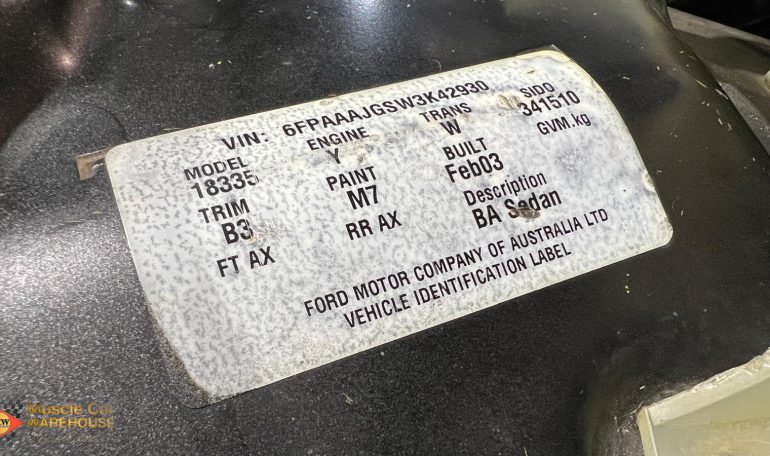 VIN: 6FPAAAJGSW3K42930
MODEL ENGINE TRANS SIDO
18335 Y W 341510
TRIM PAINT BUILT GVM.kg
B3 M7 Feb03
FT AX RR AX Description
BA Sedan
FORD MOTOR COMPANY OF AUSTRALIA LTD
VEHICLE IDENTIFICATION LABEL
Muscle Car
WAREHOUSE